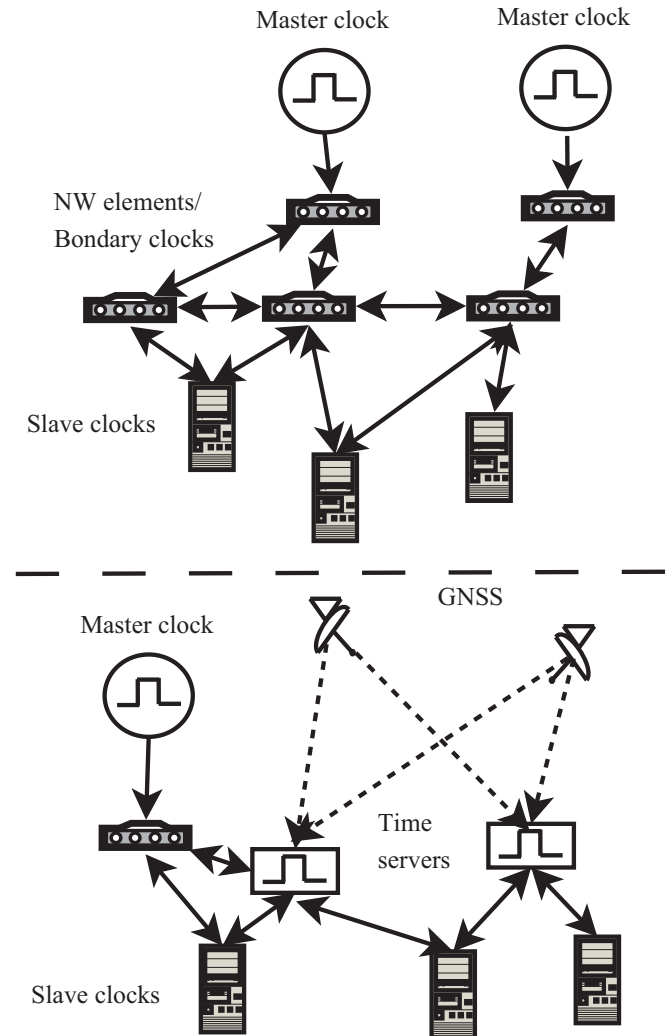 Master clock
Master clock
NW elements/
Bondary clocks
Slave clocks
GNSS
Master clock
Time
servers
Slave clocks